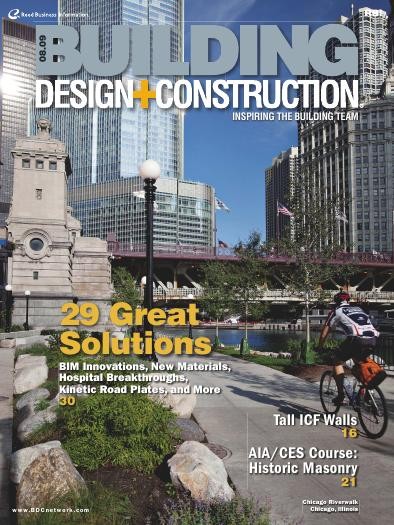 Reed Business Information.
08.09
BUILDING
DESIGN+CONSTRUCTION
INSPIRING THE BUILDING TEAM
29 Great
Solutions
BIM Innovations, New Materials,
Hospital Breakthroughs,
Kinetic Road Plates, and More
30
Tall ICF Walls
16
AIA/CES Course:
Historic Masonry
21
Chicago Riverwalk
Chicago, Illinois
www.BDCnetwork.com